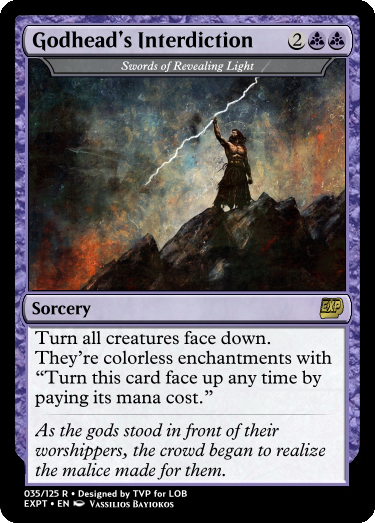 Godhead's Interdiction 2
Swords of Revealing Light
Sorcery EXP
Turn all creatures face down.
They're colorless enchantments with
“Turn this card face up any time by
paying its mana cost.”
As the gods stood in front of their
worshippers, the crowd began to realize
the malice made for them.
035/125 R • Designed by TVP for LOB
EXPT • EN Vassilios Bayiokos